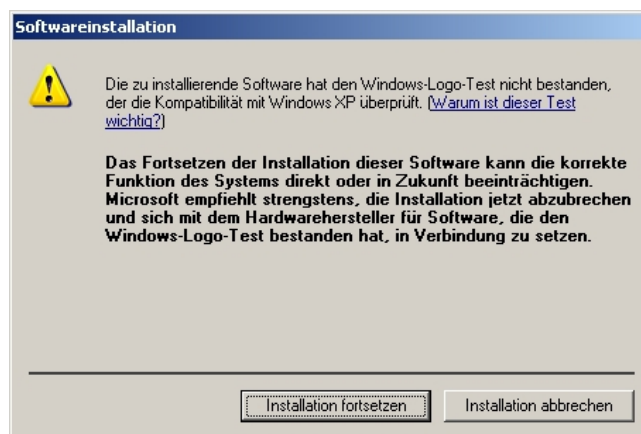 Softwareinstallation
Die zu installierende Software hat den Windows-Logo-Test nicht bestanden,
der die Kompatibilität mit Windows XP überprüft. (Warum ist dieser Test
wichtig?)
Das Fortsetzen der Installation dieser Software kann die korrekte
Funktion des Systems direkt oder in Zukunft beeinträchtigen.
Microsoft empfiehlt strengstens, die Installation jetzt abzubrechen
und sich mit dem Hardwarehersteller für Software, die den
Windows-Logo-Test bestanden hat, in Verbindung zu setzen.
Installation fortsetzen
Installation abbrechen